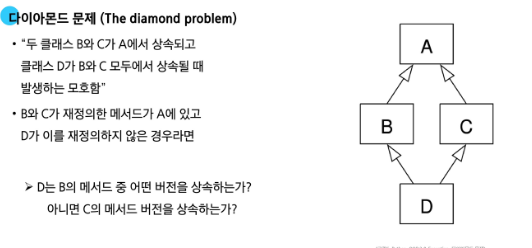 다이아몬드 문제 (The diamond problem)
• “두 클래스 B와 C가 A에서 상속되고
클래스 D가 B와 C 모두에서 상속될 때
발생하는 모호함”
• B와 C가 재정의한 메서드가 A에 있고
D가 이를 재정의하지 않은 경우라면
➢ D는 B의 메서드 중 어떤 버전을 상속하는가?
아니면 C의 메서드 버전을 상속하는가?
A
B C
D